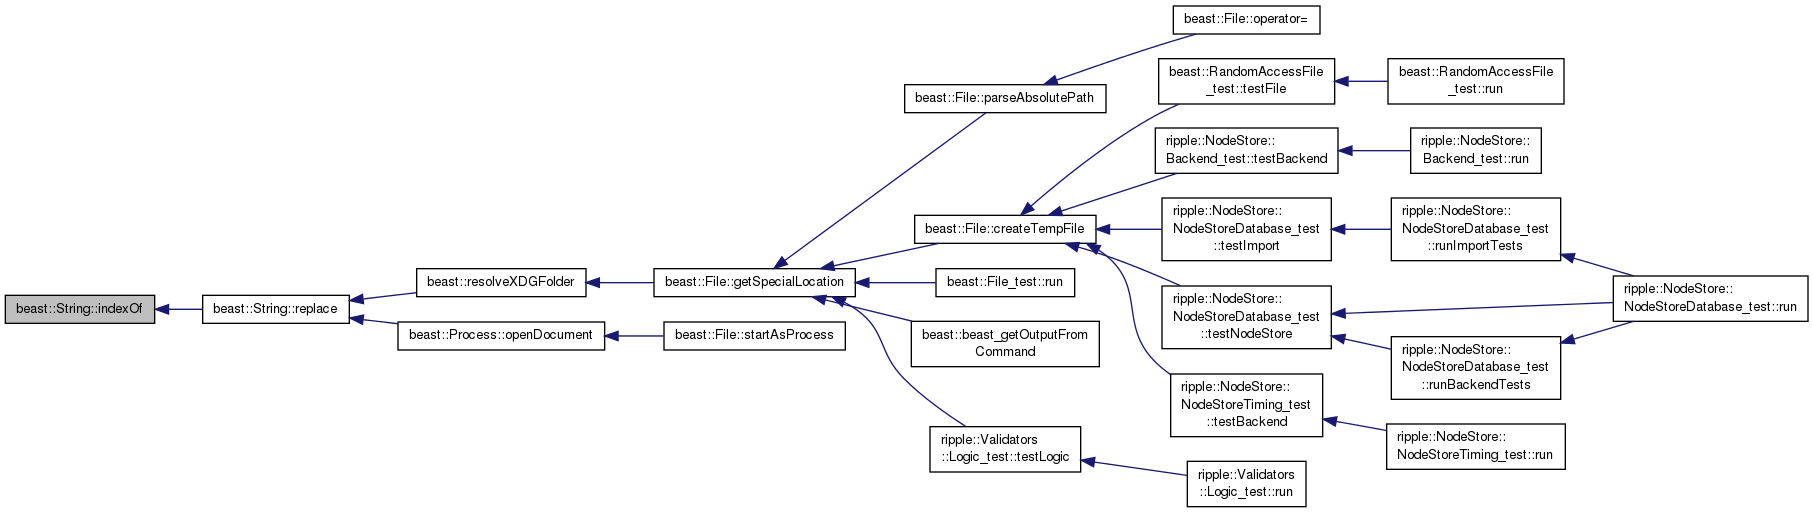 beast::String::indexOf
beast::String::replace
beast::resolveXDGFolder
beast::Process::openDocument
beast::File::getSpecialLocation
beast::File::startAsProcess
beast::File::parseAbsolutePath
beast::File::createTempFile
beast::File_test::run
beast::beast_getOutputFrom
Command
ripple::Validators
::Logic_test::testLogic
beast::File::operator=
beast::RandomAccessFile
_test::testFile
ripple::NodeStore::
Backend_test::testBackend
ripple::NodeStore::
NodeStoreDatabase_test
::testImport
ripple::NodeStore::
NodeStoreDatabase_test
::testNodeStore
ripple::NodeStore::
NodeStoreTiming_test
::testBackend
ripple::Validators
::Logic_test::run
beast::RandomAccessFile
_test::run
ripple::NodeStore::
Backend_test::run
ripple::NodeStore::
NodeStoreDatabase_test
::runImportTests
ripple::NodeStore::
NodeStoreDatabase_test
::runBackendTests
ripple::NodeStore::
NodeStoreTiming_test::run
ripple::NodeStore::
NodeStoreDatabase_test::run